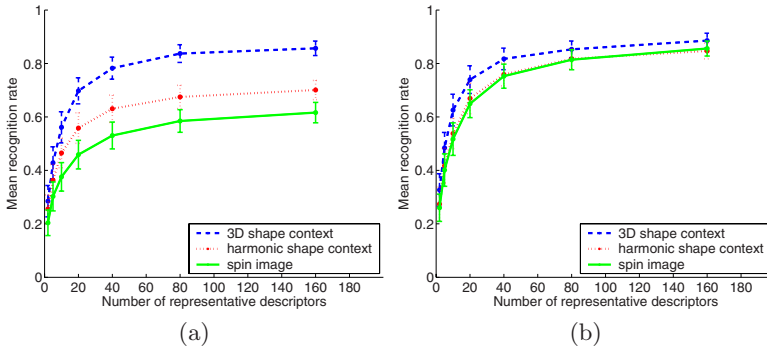 1
0.8
0.6
0.4
0.2
0
Mean recognition rate
0 20 40 60 80 100 120 140 160 180
Number of representative descriptors
3D shape context
harmonic shape context
spin image
(a)
1
0.8
0.6
0.4
0.2
0
Mean recognition rate
0 20 40 60 80 100 120 140 160 180
Number of representative descriptors
3D shape context
harmonic shape context
spin image
(b)